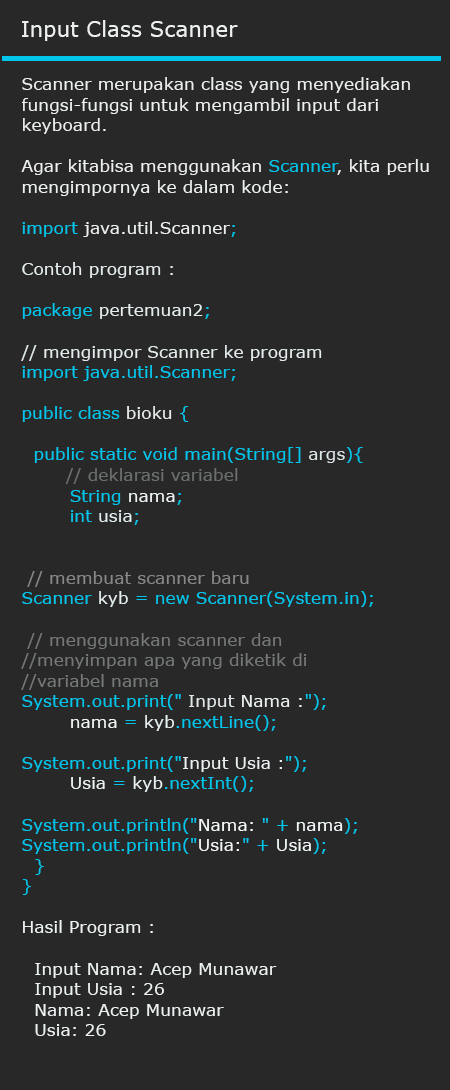 Input Class Scanner
Scanner merupakan class yang menyediakan
fungsi-fungsi untuk mengambil input dari
keyboard.
Agar kitabisa menggunakan Scanner, kita perlu
mengimpornya ke dalam kode:
import java.util.Scanner;
Contoh program :
package pertemuan2;
// mengimpor Scanner ke program
import java.util.Scanner;
public class bioku {
public static void main(String[] args){
// deklarasi variabel
String nama;
int usia;
// membuat scanner baru
Scanner kyb = new Scanner(System.in);
// menggunakan scanner dan
//menyimpan apa yang diketik di
//variabel nama
System.out.print(" Input Nama :");
nama = kyb.nextLine();
System.out.print("Input Usia :");
Usia = kyb.nextInt();
System.out.println("Nama: " + nama);
System.out.println("Usia:" + Usia);
}
}
Hasil Program :
Input Nama: Acep Munawar
Input Usia : 26
Nama: Acep Munawar
Usia: 26